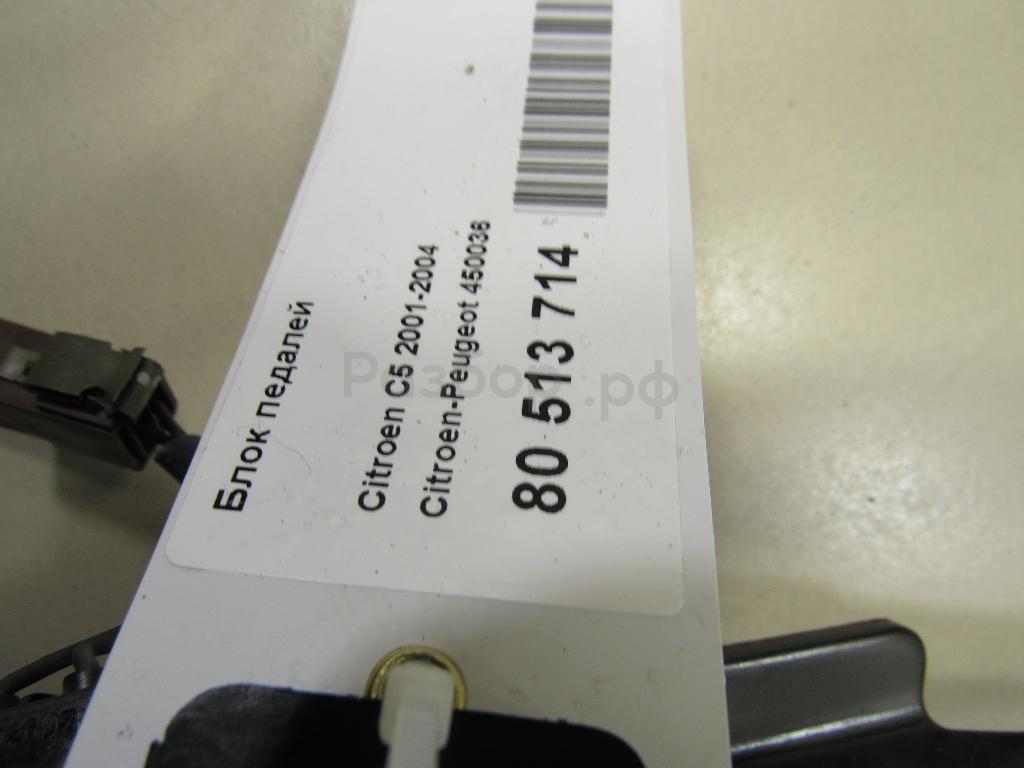 Блок педалей
Citroen C5 2001-2004
Citroen-Peugeot 450036
80 513 714